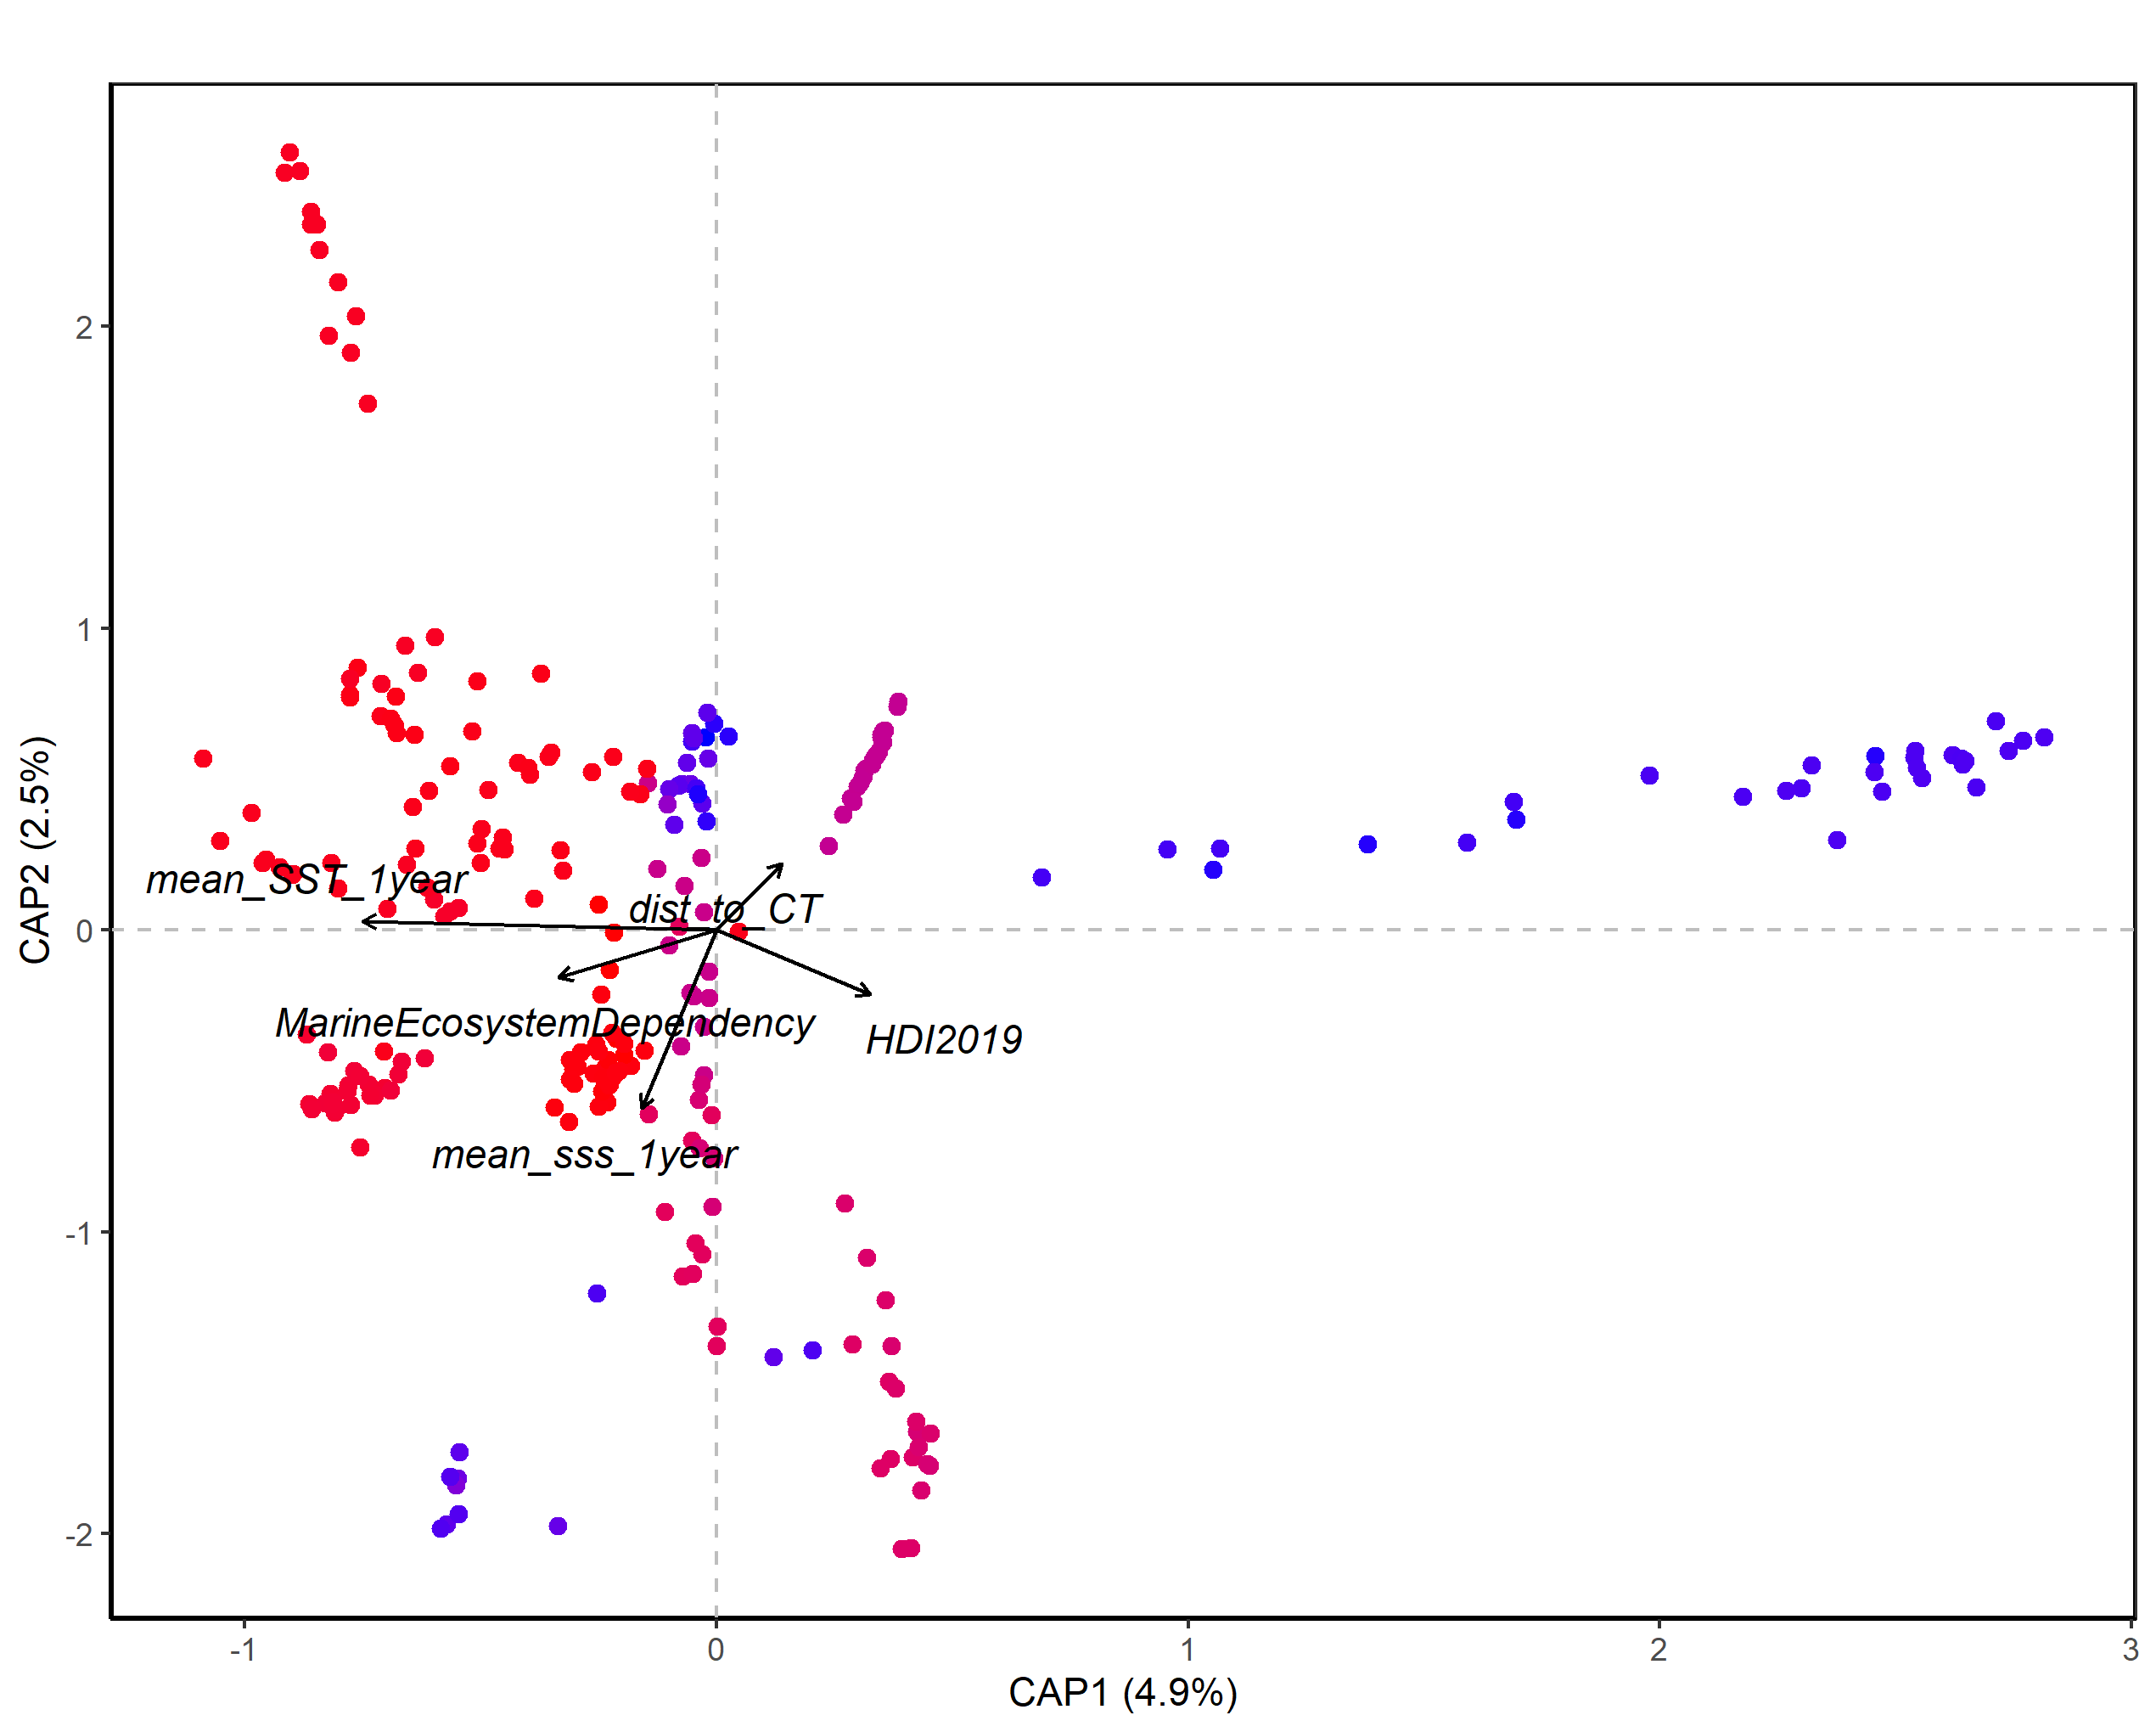 CAP2 (2.5%)
2
1
0
-1
-2
mean_SST_1year
dist_to_CT
MarineEcosystemDependency
HDI2019
mean_sss_1year
-1
0
1
2
3
CAP1 (4.9%)